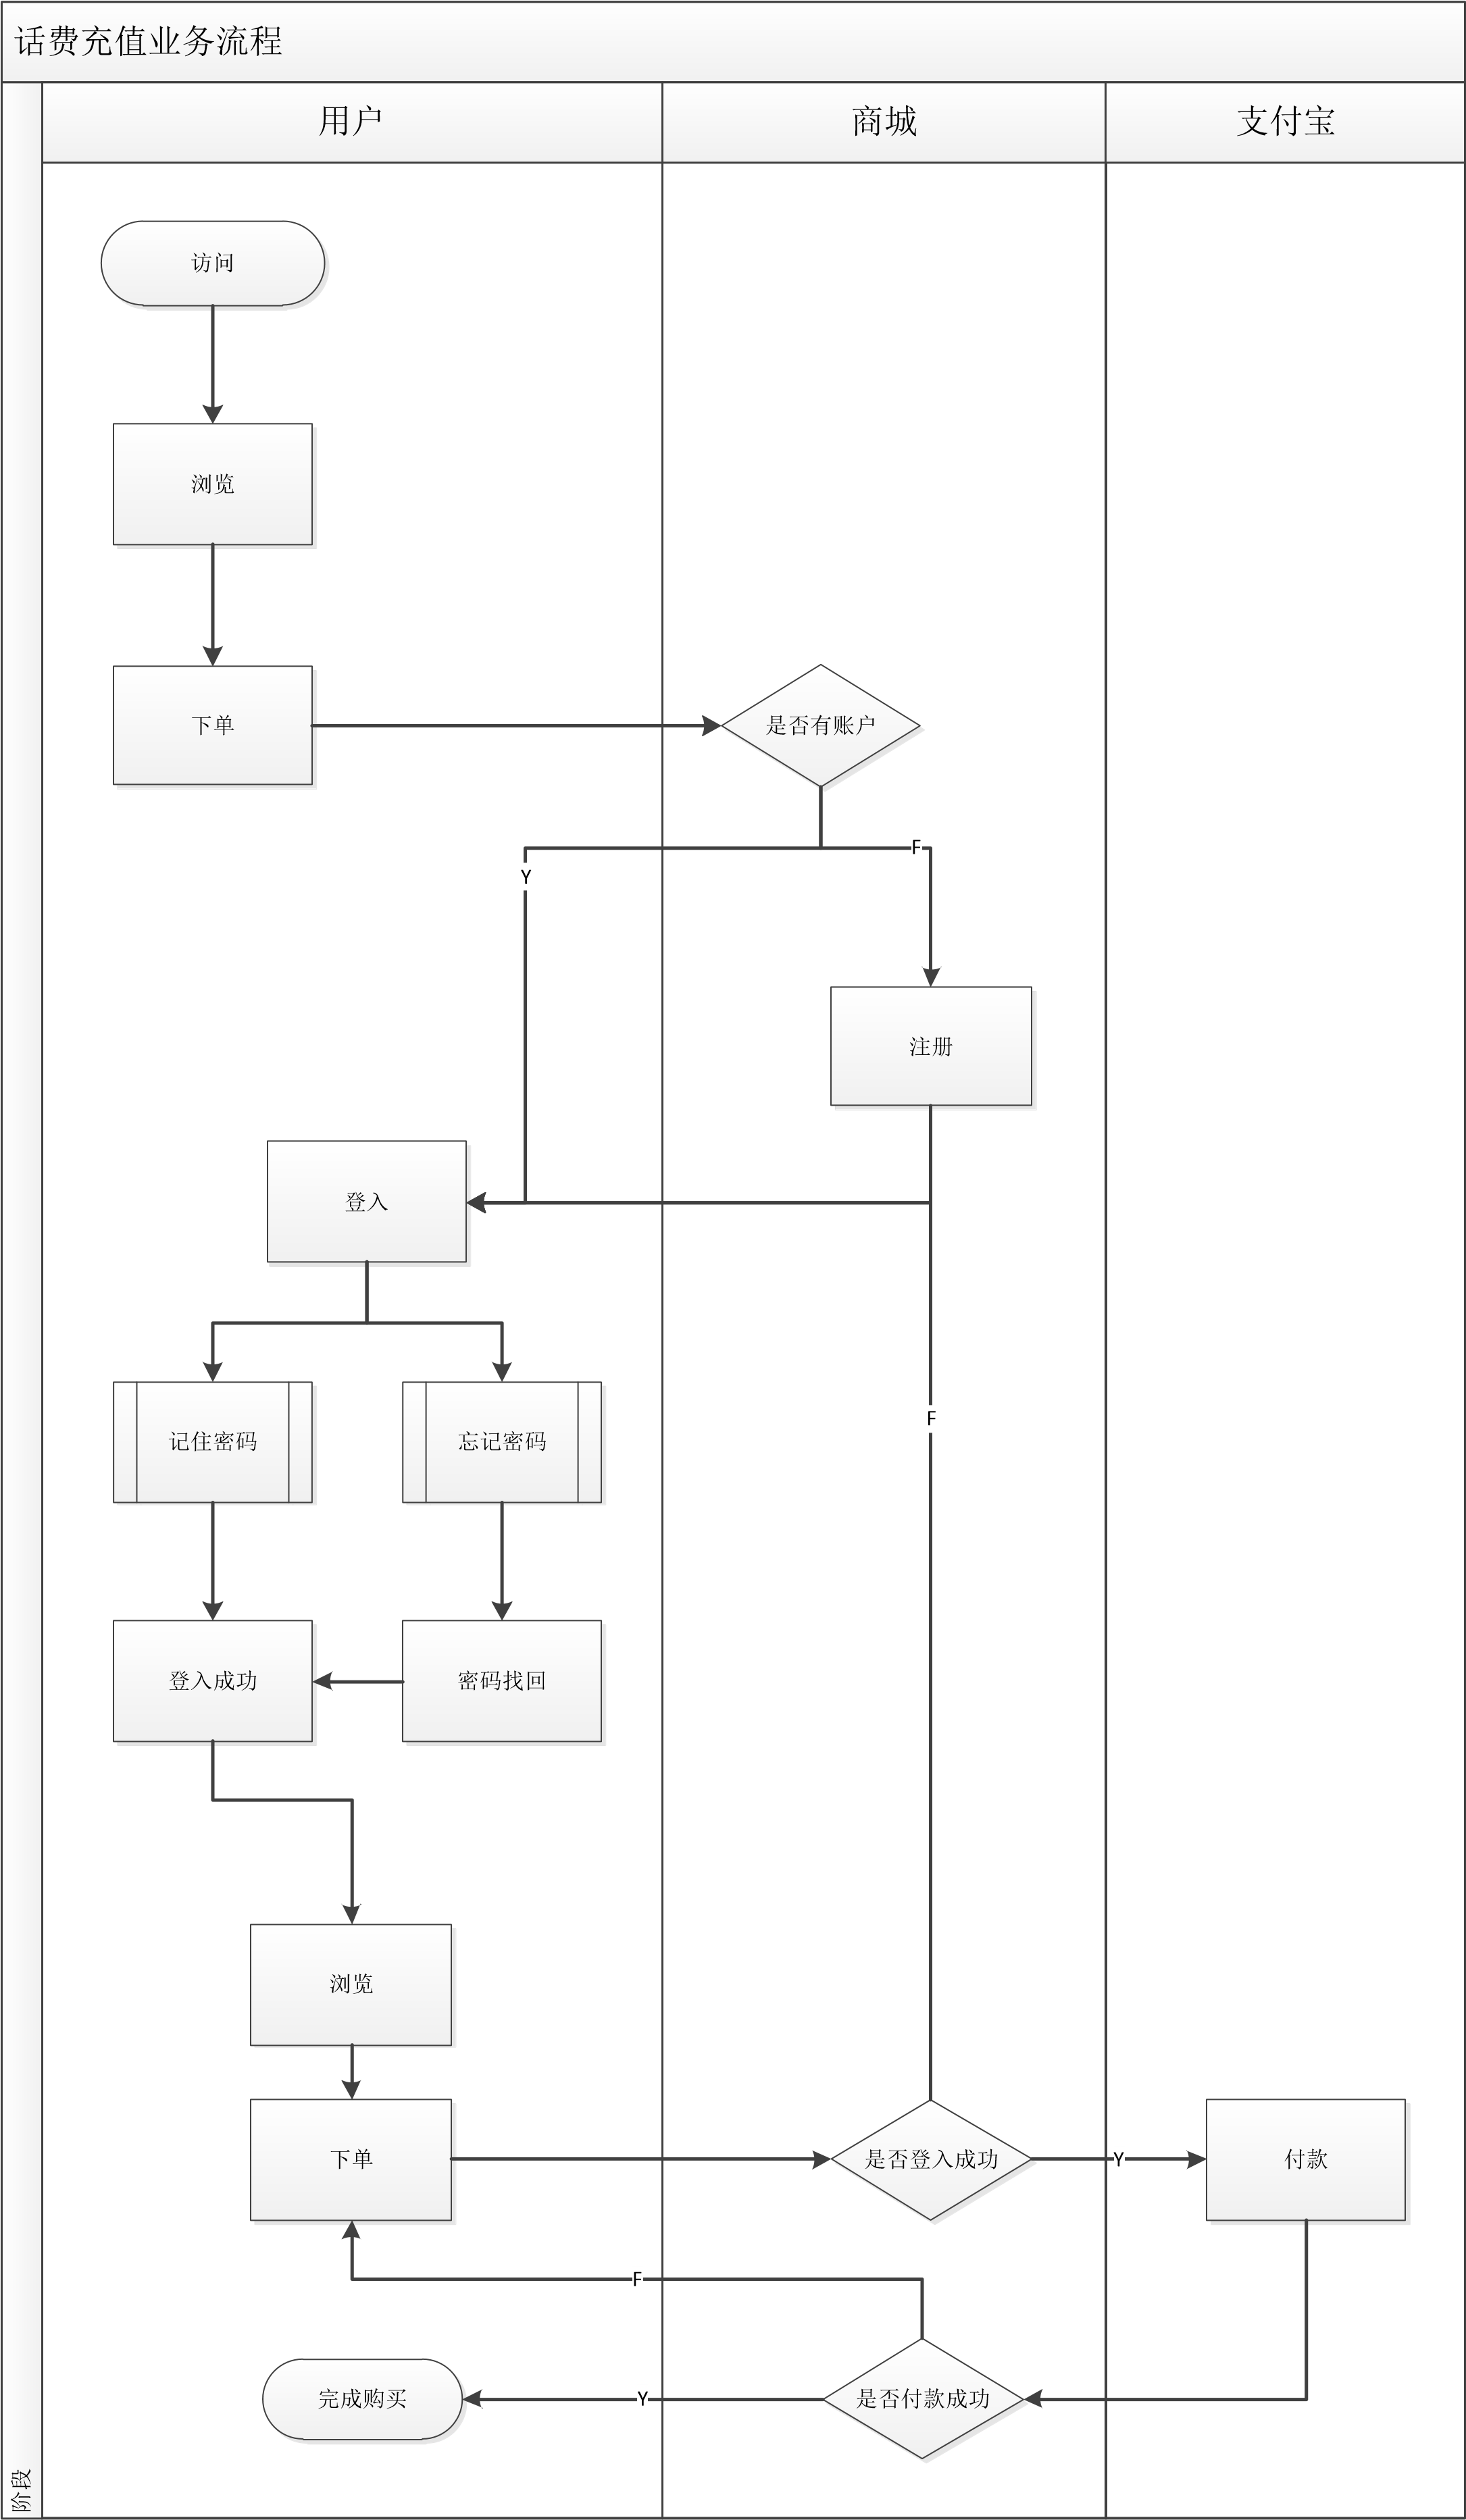 话费充值业务流程
用户
商城
支付宝
访问
浏览
下单
是否有账户
F
Y
注册
登入
F
记住密码
忘记密码
登入成功
密码找回
浏览
下单
是否登入成功
Y
付款
F
完成购买
Y
是否付款成功
阶段